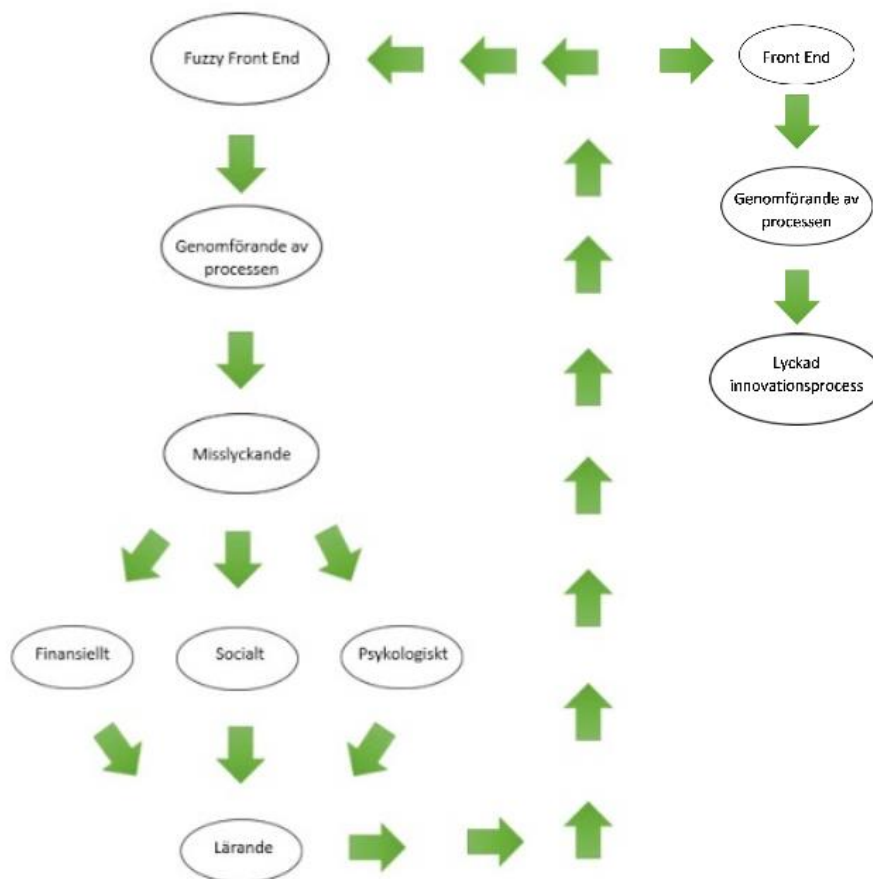 Fuzzy Front End
Front End
Genomförande av
processen
Genomförande av
processen
Lyckad
innovationsprocess
Misslyckande
Finansiellt
Socialt
Psykologiskt
Lärande